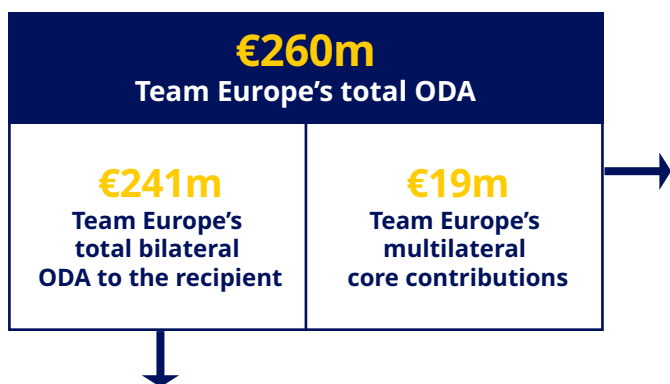 €260m
Team Europe’s total ODA
€241m
Team Europe’s
total bilateral
ODA to the recipient
€19m
Team Europe’s
multilateral
core contributions